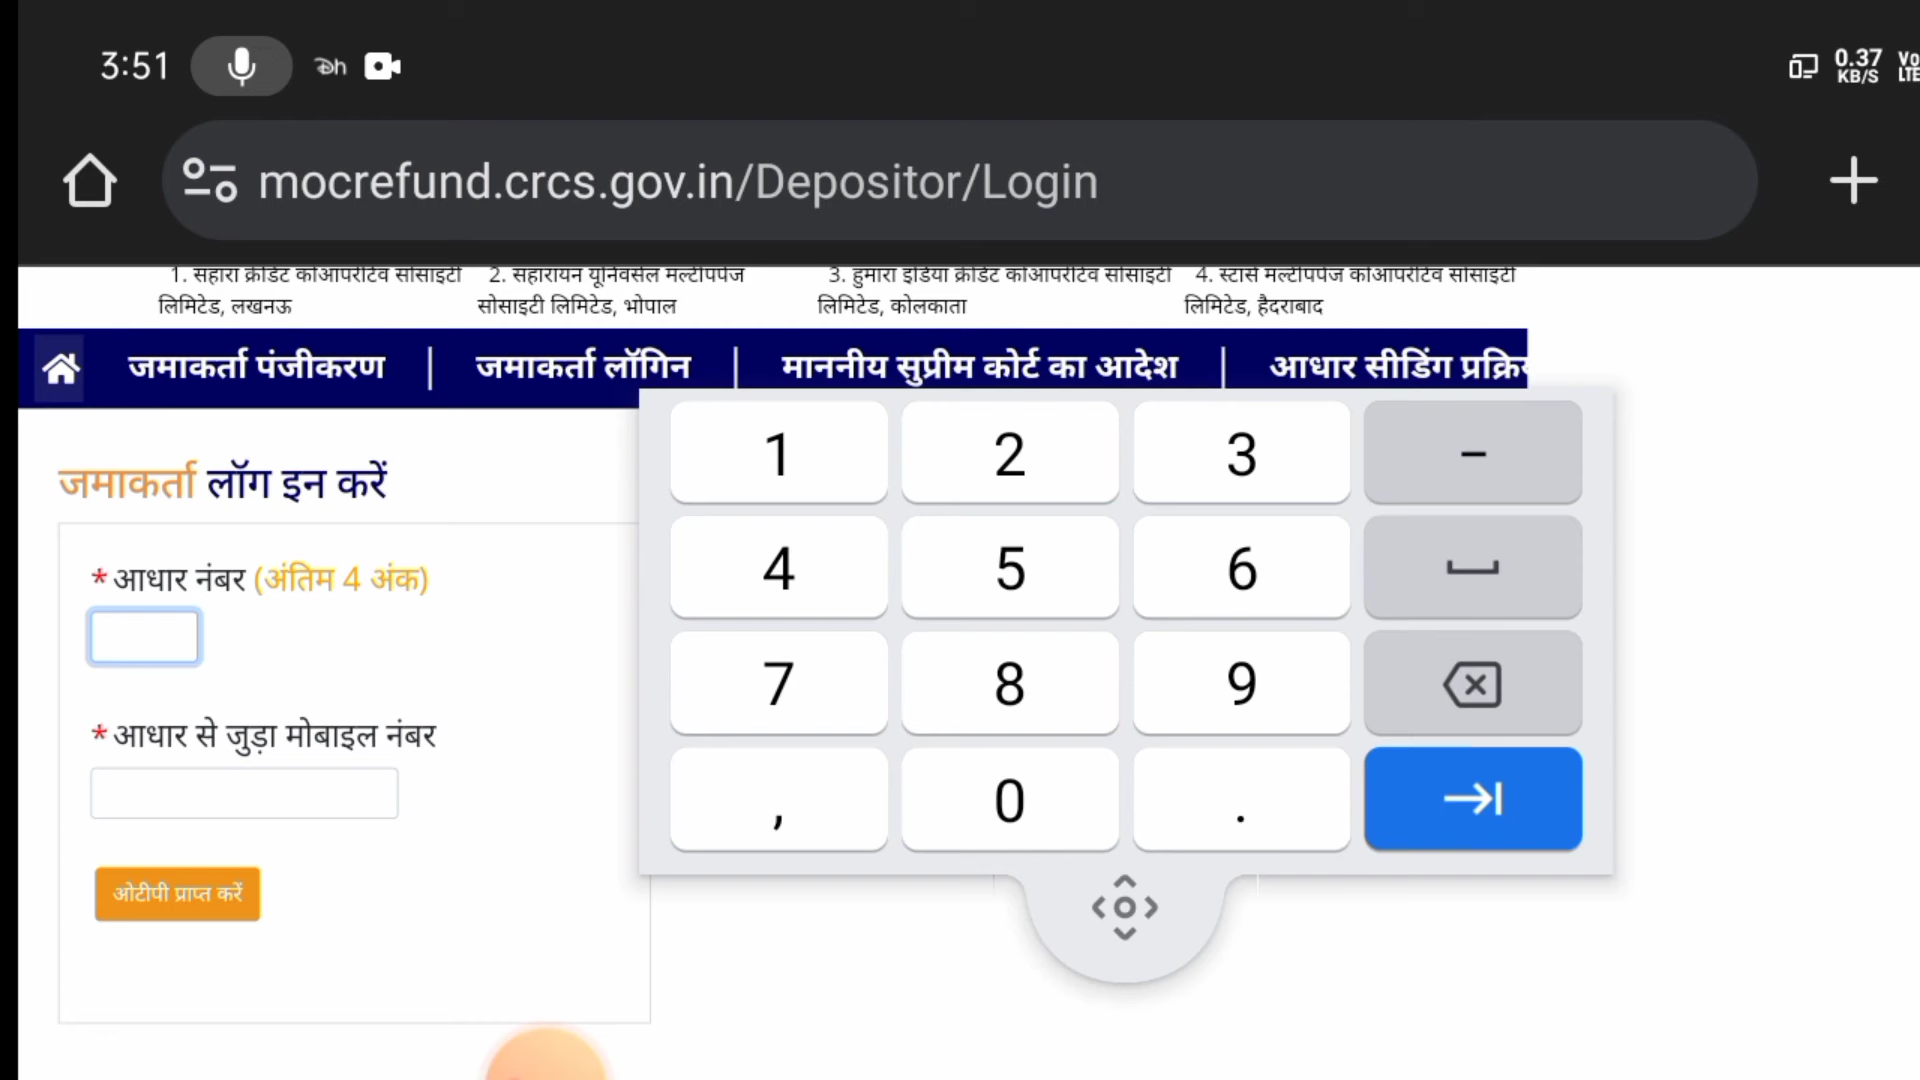 3:51
0.37
KB/S
Vo
LTE
mocrefund.crcs.gov.in/Depositor/Login
1. सहारा क्रेडिट कोआपरेटिव सोसाइटी
लिमिटेड, लखनऊ
2. सहारायन यूनिवर्सल मल्टीपर्पज
सोसाइटी लिमिटेड, भोपाल
3. हुमारा इंडिया क्रेडिट कोआपरेटिव सोसाइटी
लिमिटेड, कोलकाता
4. स्टार्स मल्टीपर्पज कोआपरेटिव सोसाइटी
लिमिटेड, हैदराबाद
जमाकर्ता पंजीकरण | जमाकर्ता लॉगिन | माननीय सुप्रीम कोर्ट का आदेश | आधार सीडिंग
जमाकर्ता लॉग इन करें
* आधार नंबर (अंतिम 4 अंक)
* आधार से जुड़ा मोबाइल नंबर
ओटीपी प्राप्त करें
1 2 3 –
4 5 6
7 8 9
, 0 .